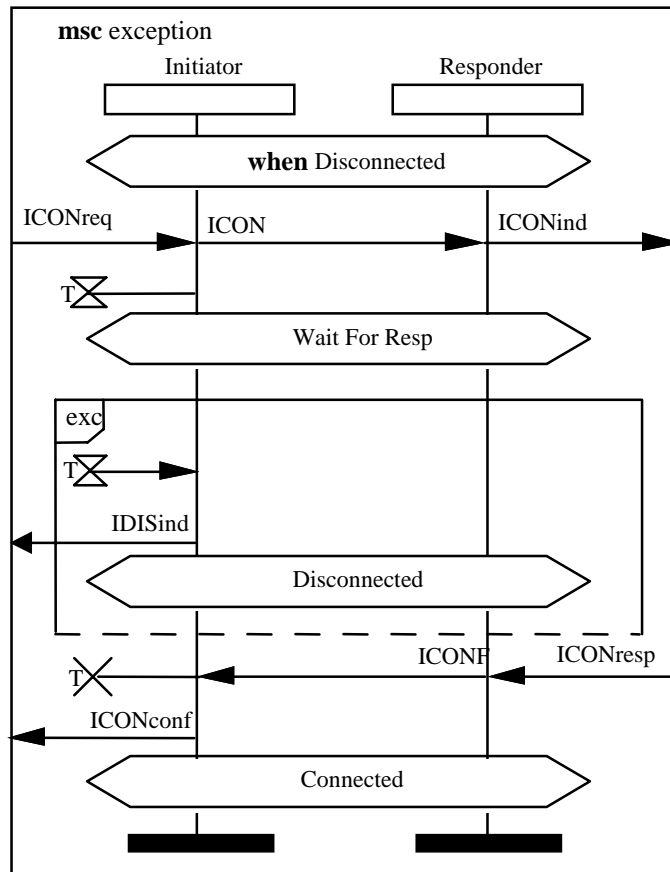 msc exception
Initiator Responder
when Disconnected
ICONreq ICON ICONind
T
Wait For Resp
exc
T
IDISind
Disconnected
T ICONF ICONresp
ICONconf
Connected